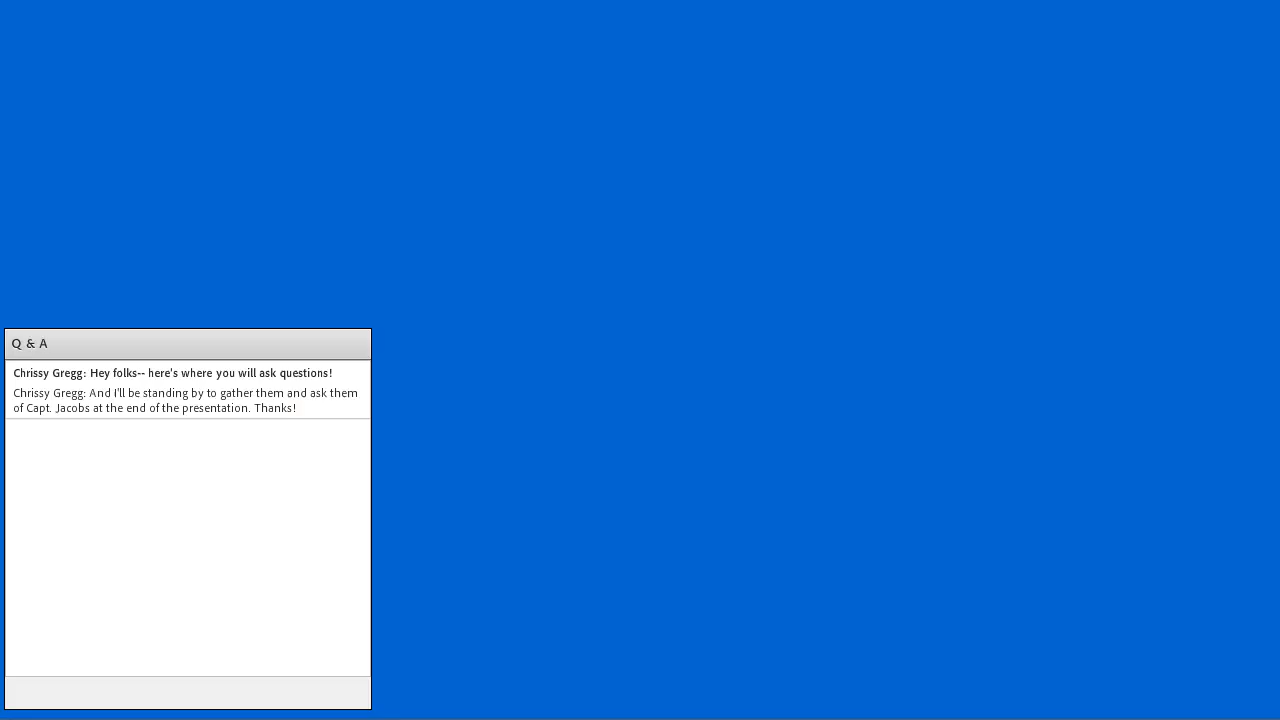 Q & A
Chrissy Gregg: Hey folks-- here's where you will ask questions!
Chrissy Gregg: And I'll be standing by to gather them and ask them
of Capt. Jacobs at the end of the presentation. Thanks!